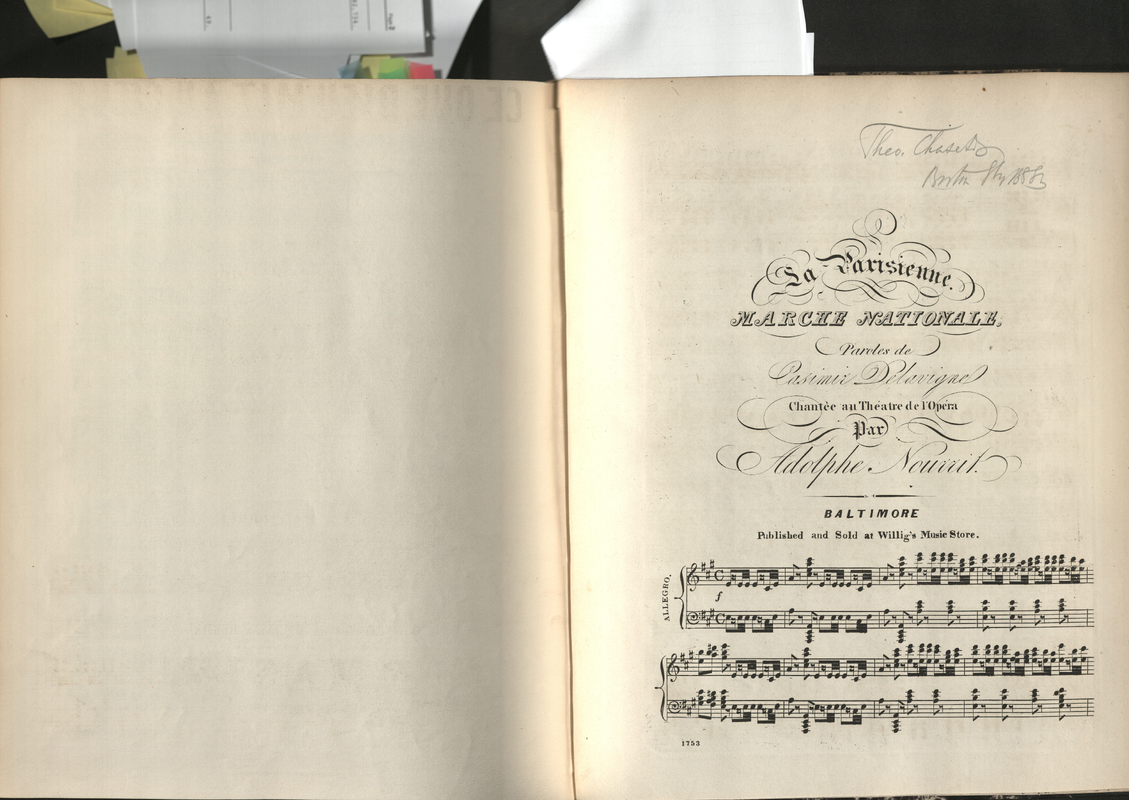 Theo. Chase
La Parisienne.
MARCHE NATIONALE,
Paroles de
Casimir Delavigne
Chantée au Théatre de l'Opéra
Par
Adolphe Nourrit.
BALTIMORE
Published and Sold at Willig's Music Store.
ALLEGRO.
f
1753